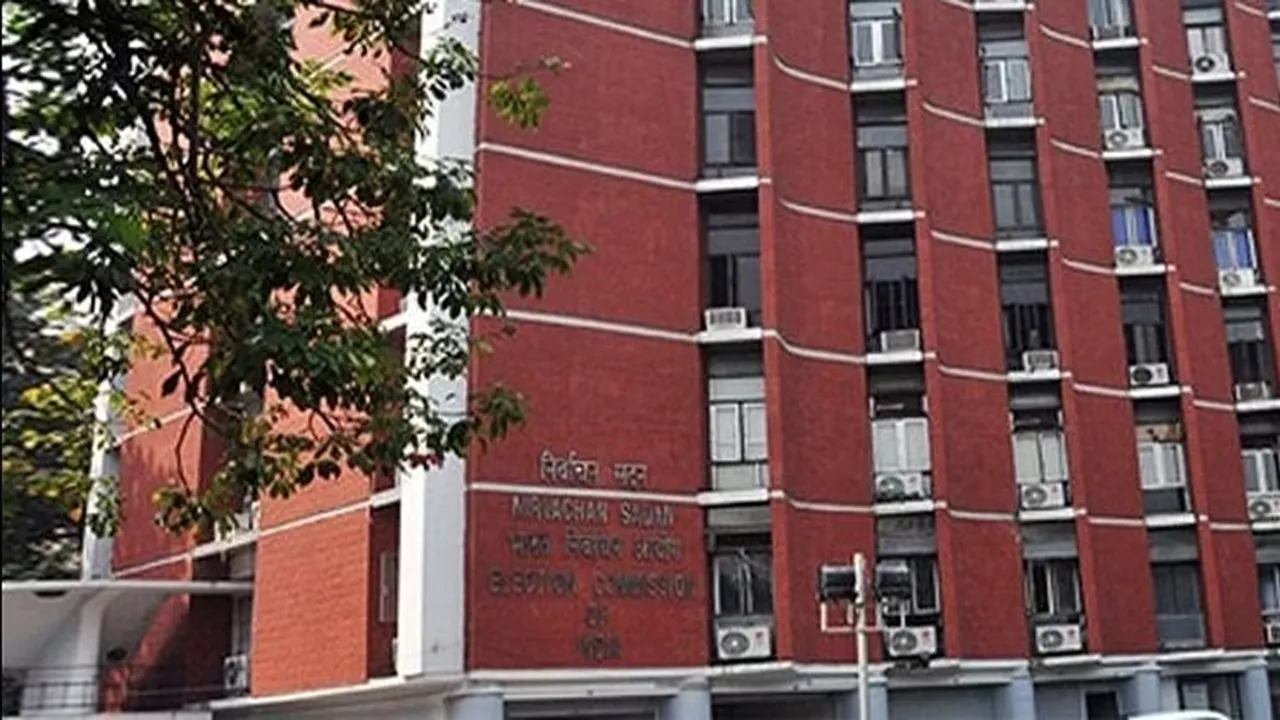 निर्वाचन सदन
NIRVACHAN SADAN
भारत निर्वाचन आयोग
ELECTION COMMISSION
OF
INDIA